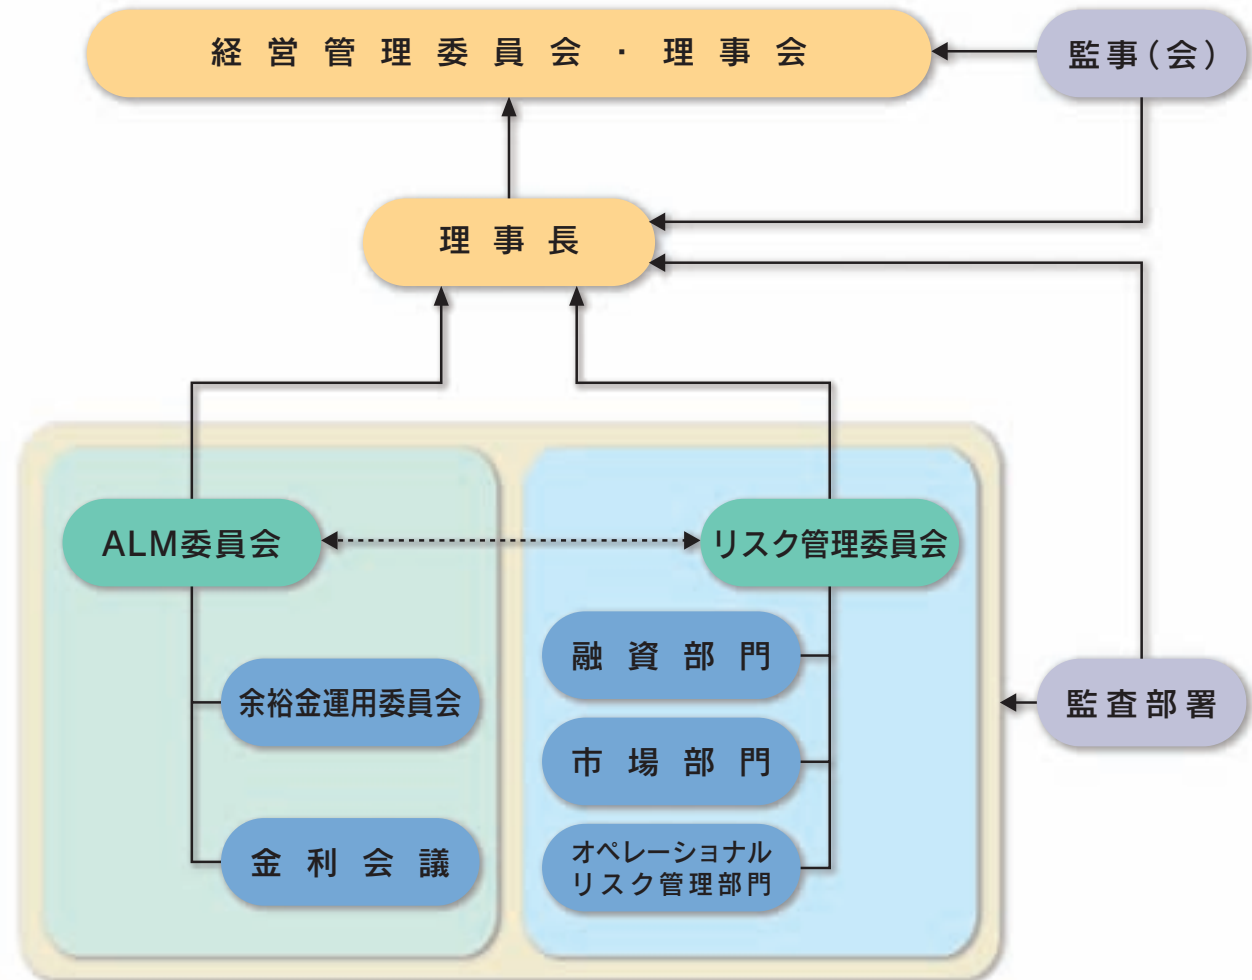 経営管理委員会・理事会
監事(会)
理事長
ALM委員会
リスク管理委員会
融資部門
余裕金運用委員会
監査部署
市場部門
金利会議
オペレーショナル
リスク管理部門